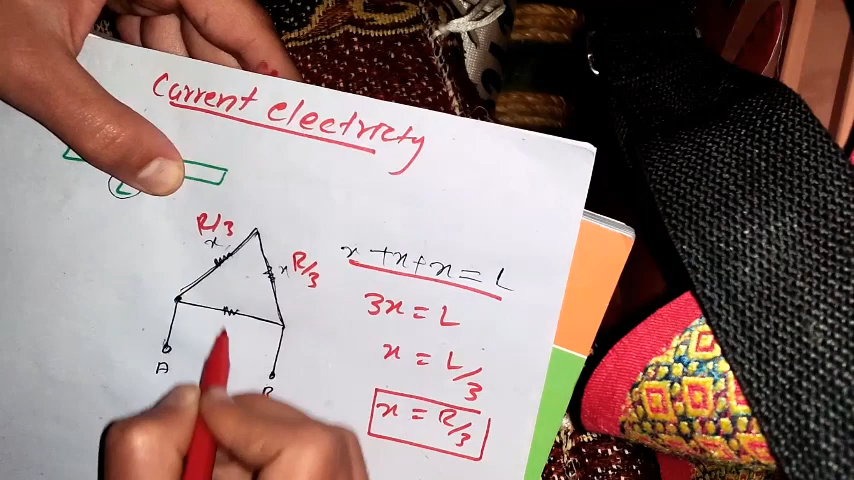 Current electricity
L
R/3
x
x R/3
x+x+x=L
3x=L
x=L/3
x=R/3
A
B